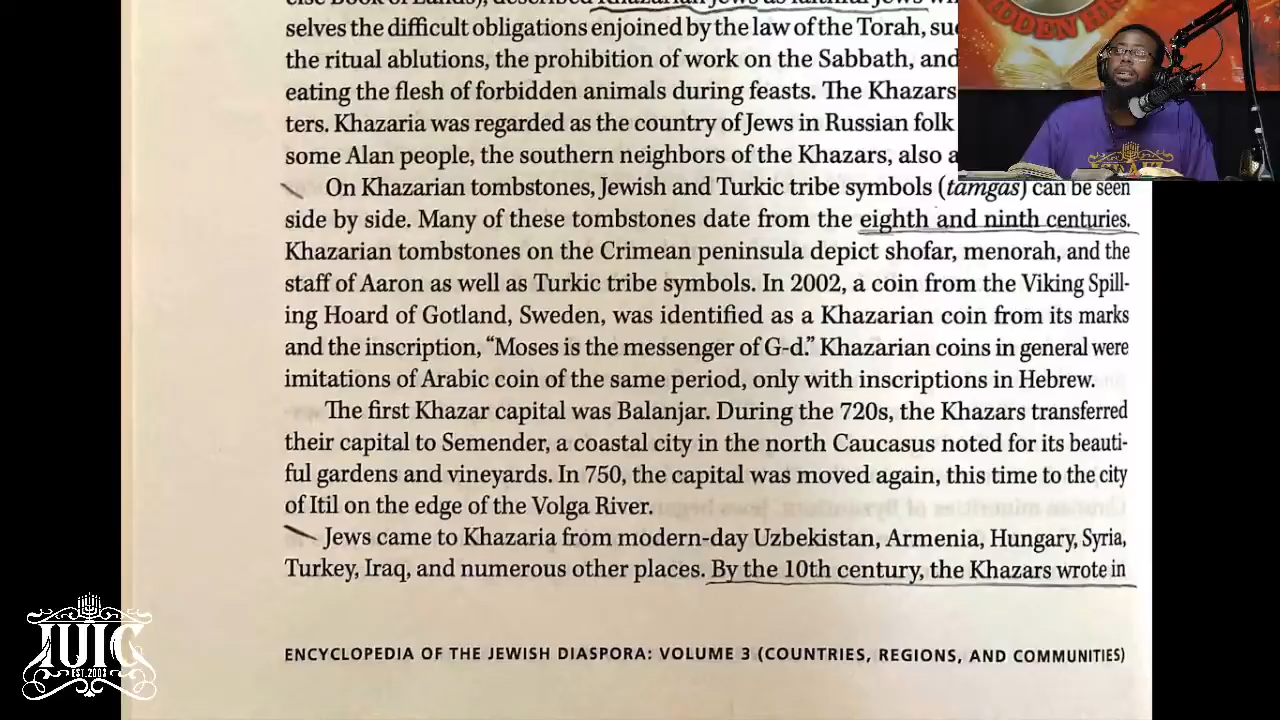 else Book of Lands), described Khazarian Jews as faithful Jews
selves the difficult obligations enjoined by the law of the Torah,
the ritual ablutions, the prohibition of work on the Sabbath, and
eating the flesh of forbidden animals during feasts. The Khazars
ters. Khazaria was regarded as the country of Jews in Russian folk
some Alan people, the southern neighbors of the Khazars, also
On Khazarian tombstones, Jewish and Turkic tribe symbols (tamgas) can be seen
side by side. Many of these tombstones date from the eighth and ninth centuries.
Khazarian tombstones on the Crimean peninsula depict shofar, menorah, and the
staff of Aaron as well as Turkic tribe symbols. In 2002, a coin from the Viking Spill-
ing Hoard of Gotland, Sweden, was identified as a Khazarian coin from its marks
and the inscription, “Moses is the messenger of G-d.” Khazarian coins in general were
imitations of Arabic coin of the same period, only with inscriptions in Hebrew.
The first Khazar capital was Balanjar. During the 720s, the Khazars transferred
their capital to Semender, a coastal city in the north Caucasus noted for its beauti-
ful gardens and vineyards. In 750, the capital was moved again, this time to the city
of Itil on the edge of the Volga River.
Jews came to Khazaria from modern-day Uzbekistan, Armenia, Hungary, Syria,
Turkey, Iraq, and numerous other places. By the 10th century, the Khazars wrote in
ENCYCLOPEDIA OF THE JEWISH DIASPORA: VOLUME 3 (COUNTRIES, REGIONS, AND COMMUNITIES)
IUIC
EST. 2003